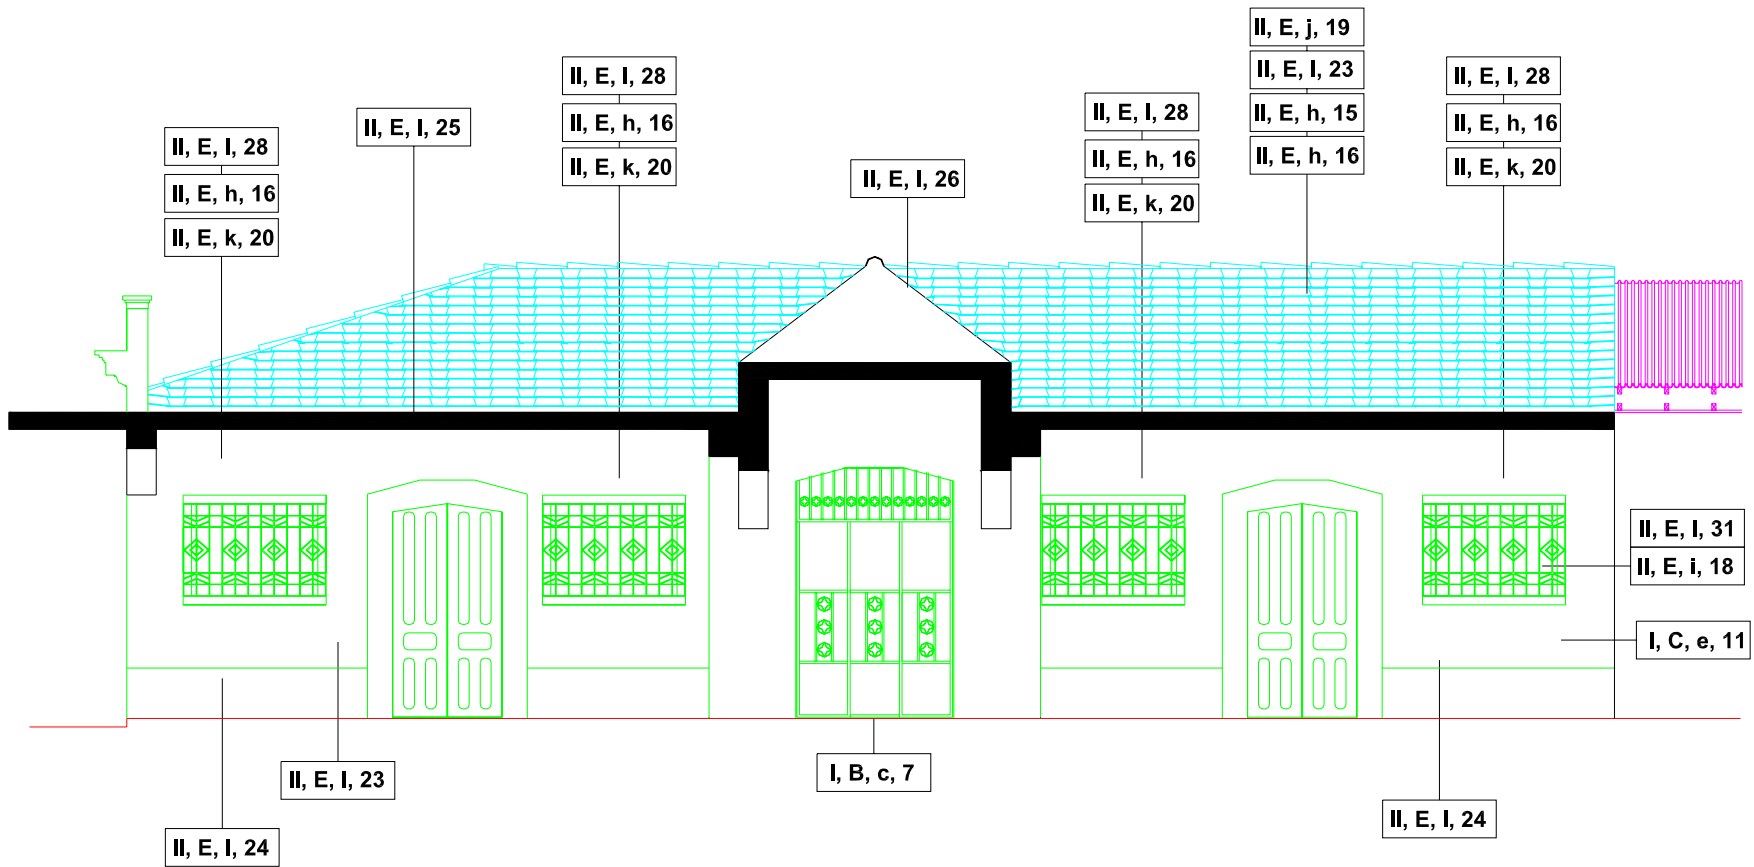 II, E, j, 19
II, E, l, 23
II, E, h, 15
II, E, h, 16
II, E, l, 28
II, E, h, 16
II, E, k, 20
II, E, l, 28
II, E, h, 16
II, E, k, 20
II, E, l, 28
II, E, h, 16
II, E, k, 20
II, E, l, 25
II, E, l, 28
II, E, h, 16
II, E, k, 20
II, E, l, 26
II, E, l, 31
II, E, i, 18
I, C, e, 11
I, B, c, 7
II, E, l, 23
II, E, l, 24
II, E, l, 24